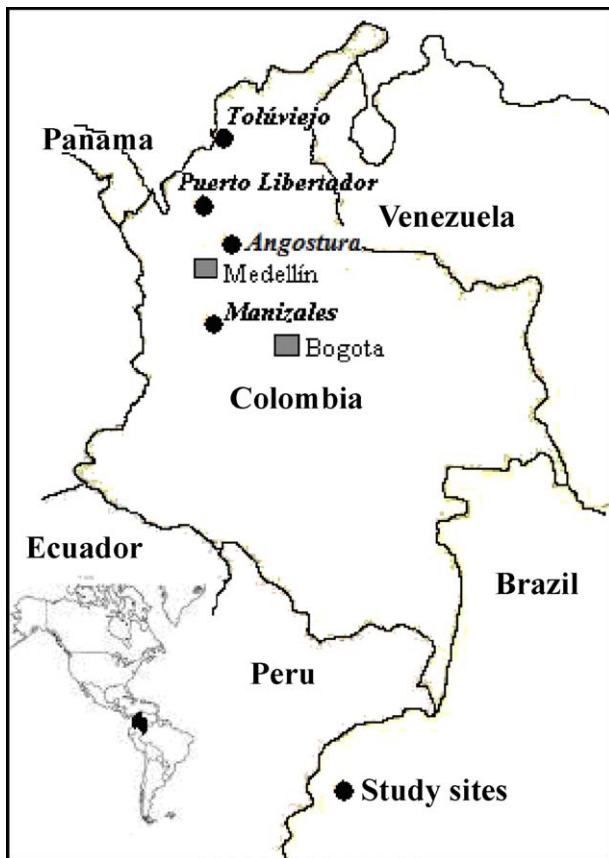 Tolúviejo
Panama
Puerto Libertador
Venezuela
Angostura
Medellín
Manizales
Bogota
Colombia
Ecuador
Brazil
Peru
Study sites